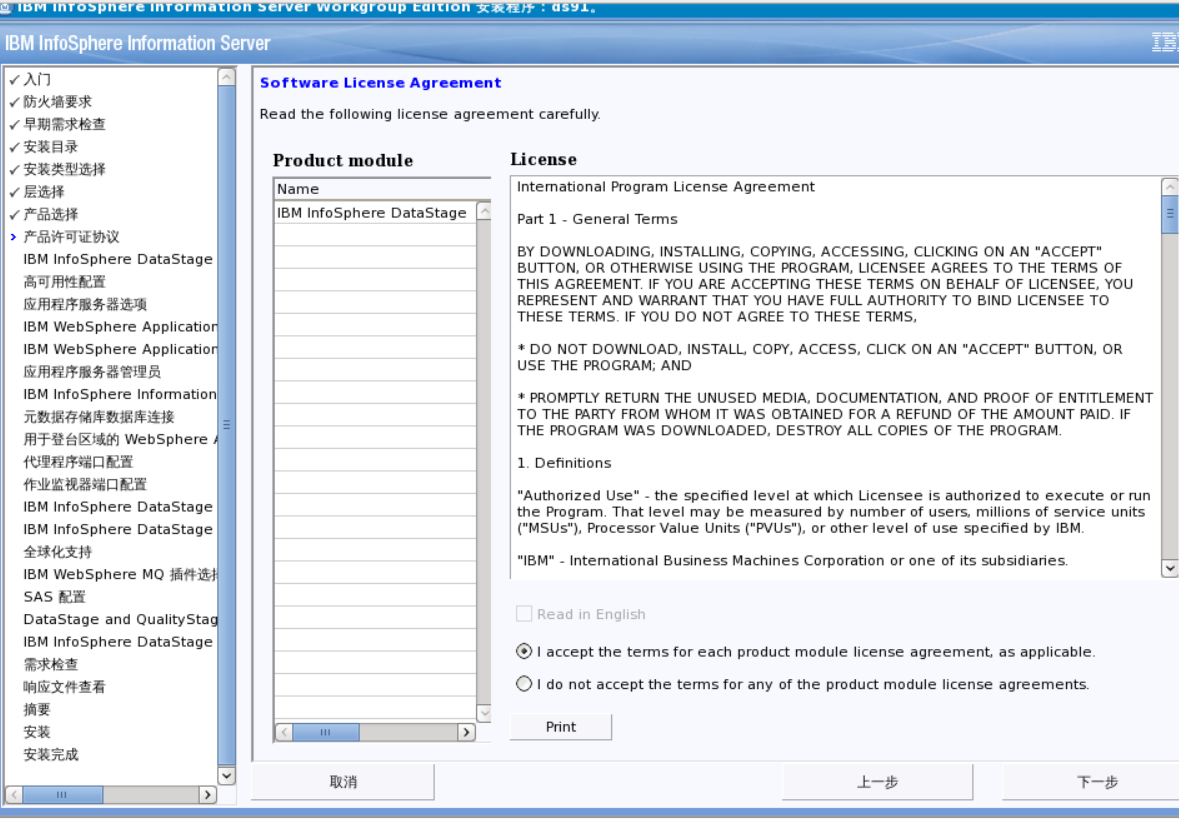 IBM InfoSphere Information Server Workgroup Edition 安装程序：ds91。
IBM InfoSphere Information Server
IBM
✓ 入门
✓ 防火墙要求
✓ 早期需求检查
✓ 安装目录
✓ 安装类型选择
✓ 层选择
✓ 产品选择
› 产品许可证协议
IBM InfoSphere DataStage
高可用性配置
应用程序服务器选项
IBM WebSphere Application
IBM WebSphere Application
应用程序服务器管理员
IBM InfoSphere Information
元数据存储库数据库连接
用于登台区域的 WebSphere A
代理程序端口配置
作业监视器端口配置
IBM InfoSphere DataStage
IBM InfoSphere DataStage
全球化支持
IBM WebSphere MQ 插件选择
SAS 配置
DataStage and QualityStag
IBM InfoSphere DataStage
需求检查
响应文件查看
摘要
安装
安装完成
Software License Agreement
Read the following license agreement carefully.
Product module
Name
IBM InfoSphere DataStage
License
International Program License Agreement
Part 1 - General Terms
BY DOWNLOADING, INSTALLING, COPYING, ACCESSING, CLICKING ON AN "ACCEPT"
BUTTON, OR OTHERWISE USING THE PROGRAM, LICENSEE AGREES TO THE TERMS OF
THIS AGREEMENT. IF YOU ARE ACCEPTING THESE TERMS ON BEHALF OF LICENSEE, YOU
REPRESENT AND WARRANT THAT YOU HAVE FULL AUTHORITY TO BIND LICENSEE TO
THESE TERMS. IF YOU DO NOT AGREE TO THESE TERMS,
* DO NOT DOWNLOAD, INSTALL, COPY, ACCESS, CLICK ON AN "ACCEPT" BUTTON, OR
USE THE PROGRAM; AND
* PROMPTLY RETURN THE UNUSED MEDIA, DOCUMENTATION, AND PROOF OF ENTITLEMENT
TO THE PARTY FROM WHOM IT WAS OBTAINED FOR A REFUND OF THE AMOUNT PAID. IF
THE PROGRAM WAS DOWNLOADED, DESTROY ALL COPIES OF THE PROGRAM.
1. Definitions
"Authorized Use" - the specified level at which Licensee is authorized to execute or run
the Program. That level may be measured by number of users, millions of service units
("MSUs"), Processor Value Units ("PVUs"), or other level of use specified by IBM.
"IBM" - International Business Machines Corporation or one of its subsidiaries.
Read in English
I accept the terms for each product module license agreement, as applicable.
I do not accept the terms for any of the product module license agreements.
Print
取消
上一步
下一步